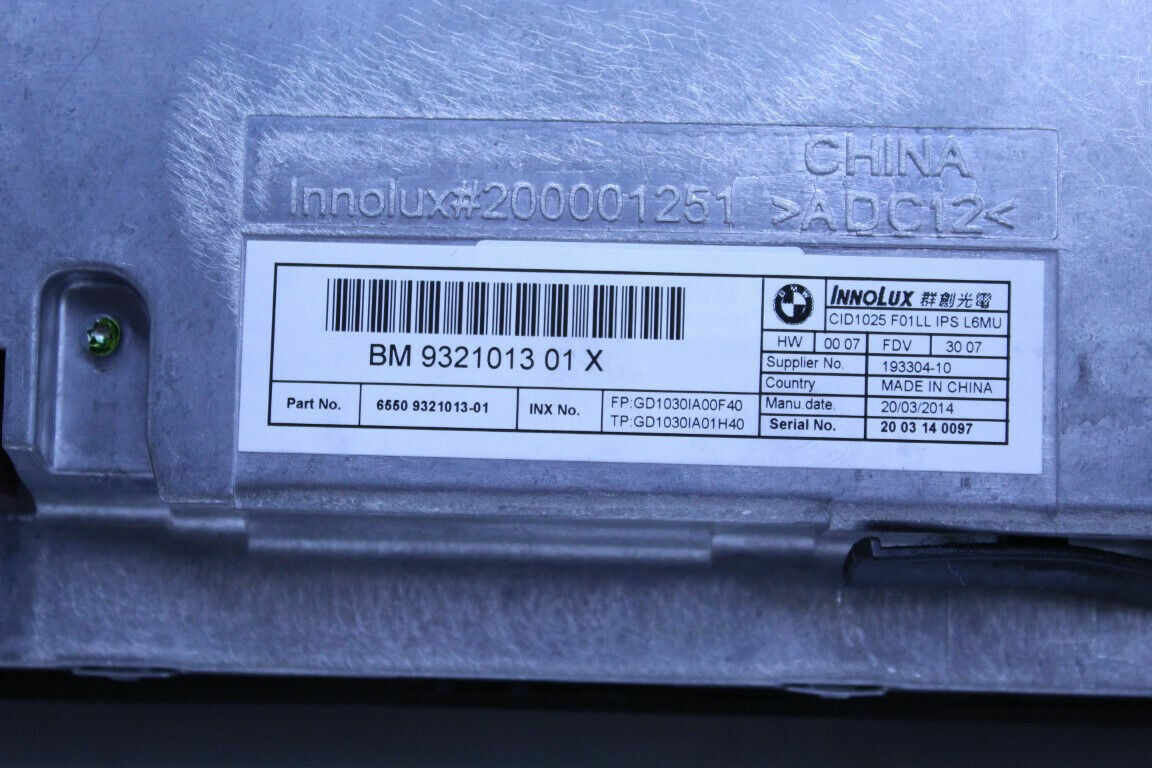 CHINA
Innolux#200001251 >ADC12<
BM 9321013 01 X
Part No. 6550 9321013-01 INX No. FP:GD1030IA00F40
TP:GD1030IA01H40
BMW INNOLUX 群創光電
CID1025 F01LL IPS L6MU
HW 00 07 FDV 30 07
Supplier No. 193304-10
Country MADE IN CHINA
Manu.date. 20/03/2014
Serial No. 20 03 14 0097